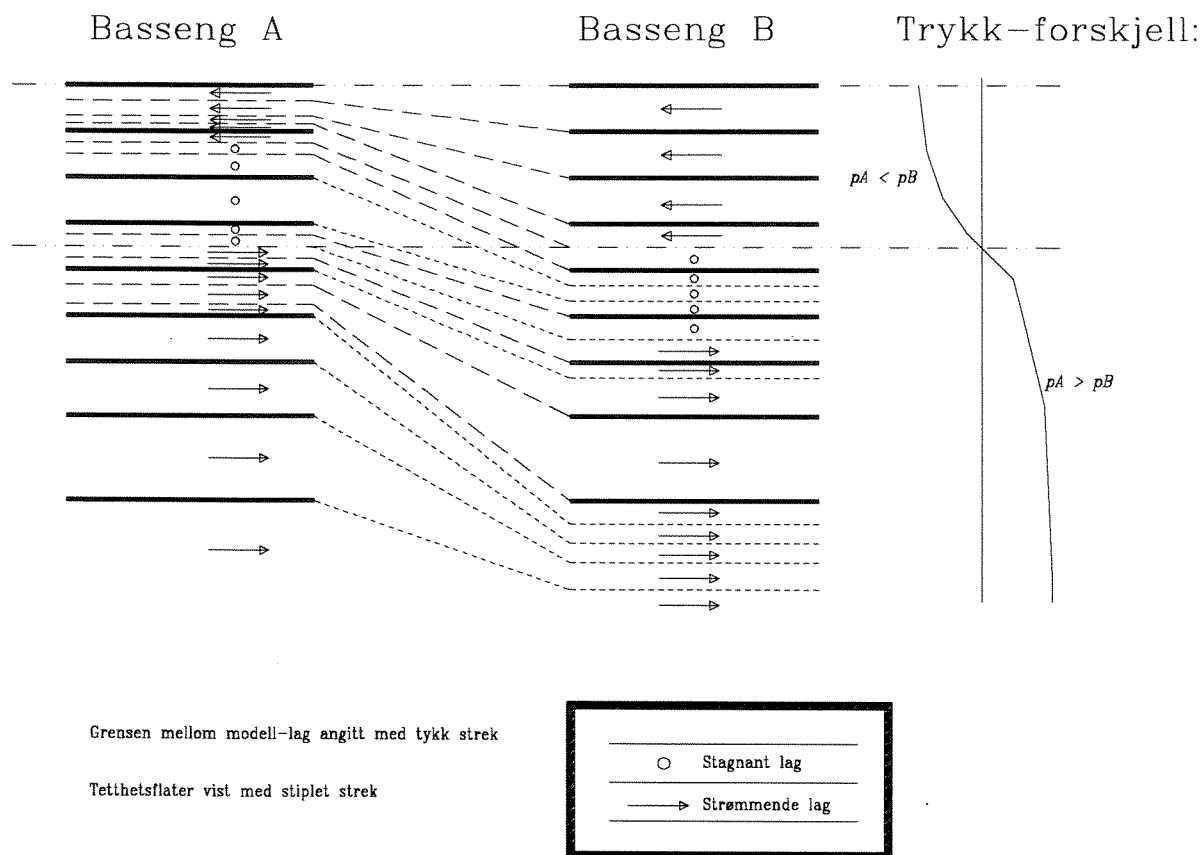 Basseng A
Basseng B
Trykk-forskjell:
pA < pB
pA > pB
Grensen mellom modell-lag angitt med tykk strek
Tetthetsflater vist med stiplet strek
Stagnant lag
Strømmende lag